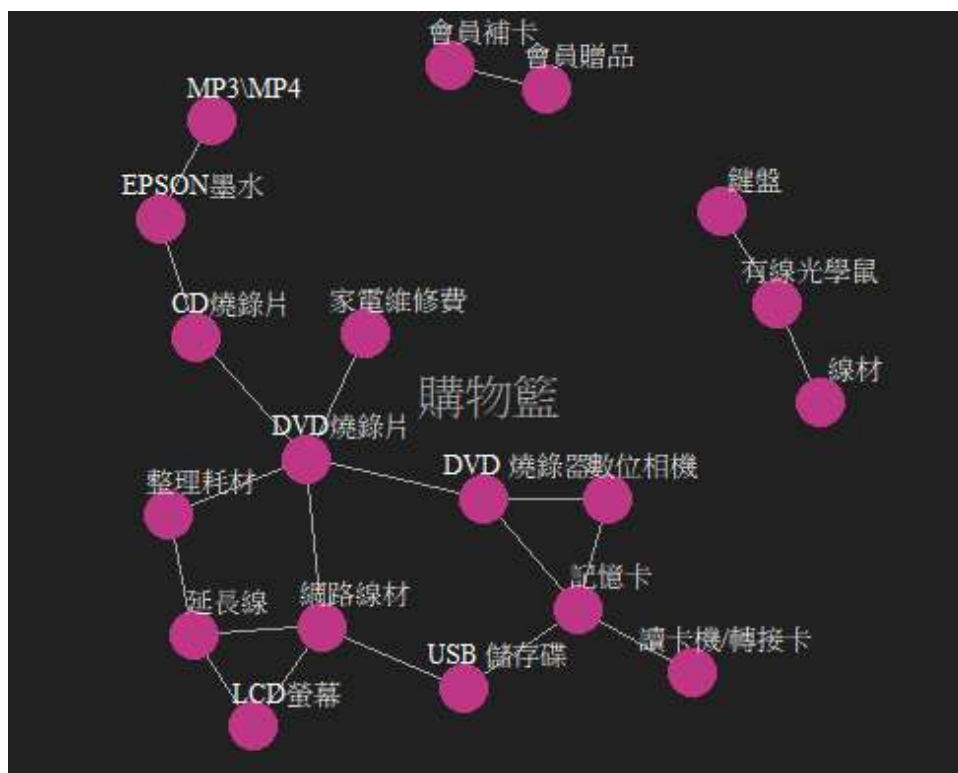 會員補卡
會員贈品
MP3\MP4
EPSON墨水
鍵盤
有線光學鼠
CD燒錄片
家電維修費
線材
購物籃
DVD燒錄片
DVD 燒錄器
數位相機
整理耗材
記憶卡
延長線
網路線材
USB 儲存碟
讀卡機/轉接卡
LCD螢幕